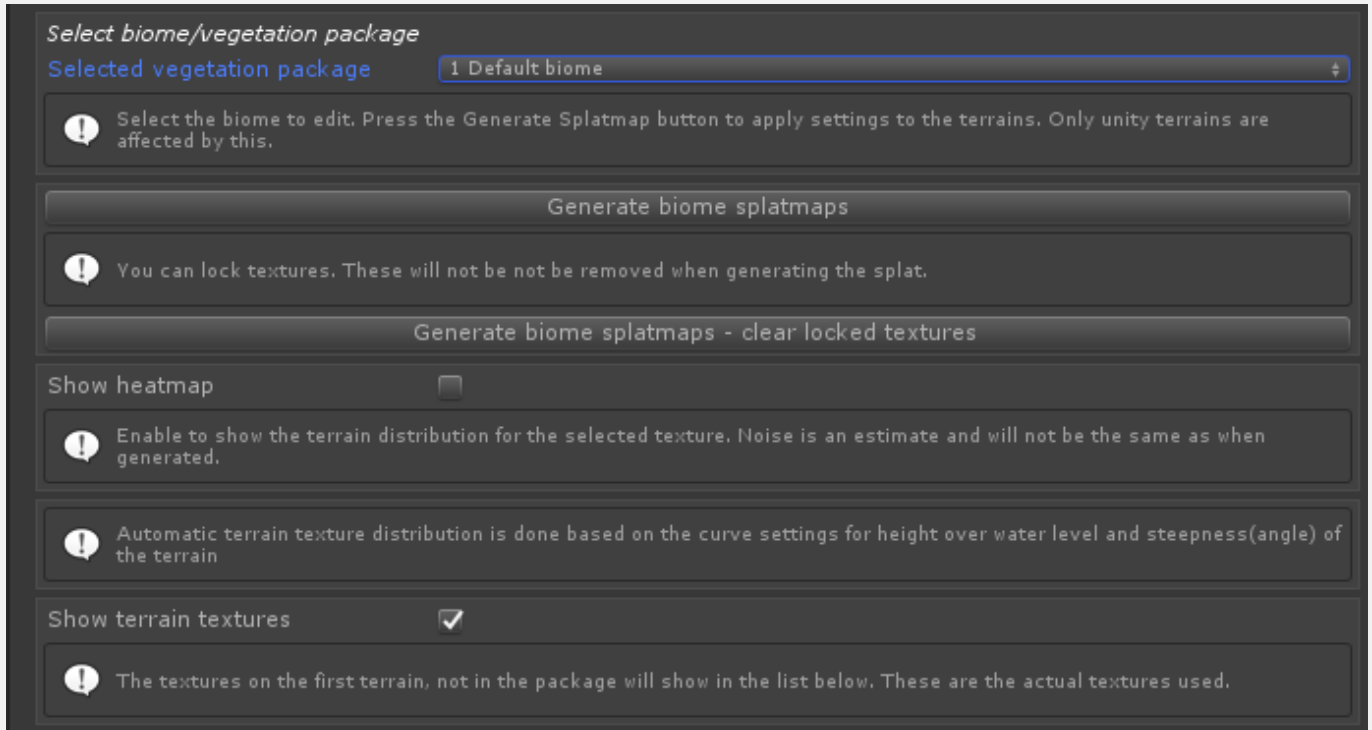 Select biome/vegetation package
Selected vegetation package
1 Default biome
Select the biome to edit. Press the Generate Splatmap button to apply settings to the terrains. Only unity terrains are
affected by this.
Generate biome splatmaps
You can lock textures. These will not be not be removed when generating the splat.
Generate biome splatmaps - clear locked textures
Show heatmap
Enable to show the terrain distribution for the selected texture. Noise is an estimate and will not be the same as when
generated.
Automatic terrain texture distribution is done based on the curve settings for height over water level and steepness(angle) of
the terrain
Show terrain textures
The textures on the first terrain, not in the package will show in the list below. These are the actual textures used.